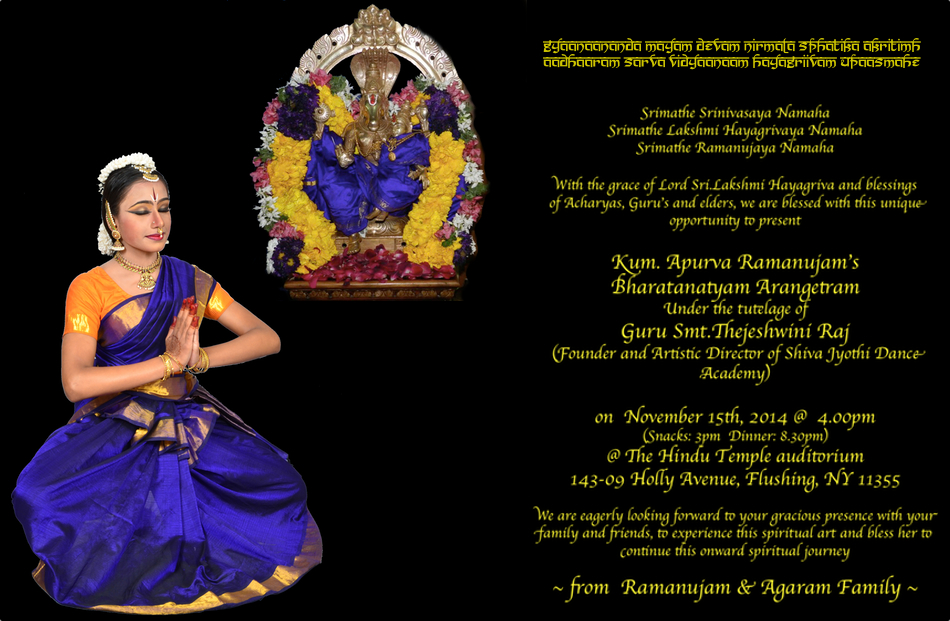 gyaanaananda mayam devam nirmala sphatika akritimh
aadhaaram sarva vidyaanaam hayagriivam upaasmahe
Srimathe Srinivasaya Namaha
Srimathe Lakshmi Hayagrivaya Namaha
Srimathe Ramanujaya Namaha
With the grace of Lord Sri.Lakshmi Hayagriva and blessings
of Acharyas, Guru's and elders, we are blessed with this unique
opportunity to present
Kum. Apurva Ramanujam's
Bharatanatyam Arangetram
Under the tutelage of
Guru Smt.Thejeshwini Raj
(Founder and Artistic Director of Shiva Jyothi Dance
Academy)
on November 15th, 2014 @ 4.00pm
(Snacks: 3pm Dinner: 8.30pm)
@ The Hindu Temple auditorium
143-09 Holly Avenue, Flushing, NY 11355
We are eagerly looking forward to your gracious presence with your
family and friends, to experience this spiritual art and bless her to
continue this onward spiritual journey
~ from Ramanujam & Agaram Family ~